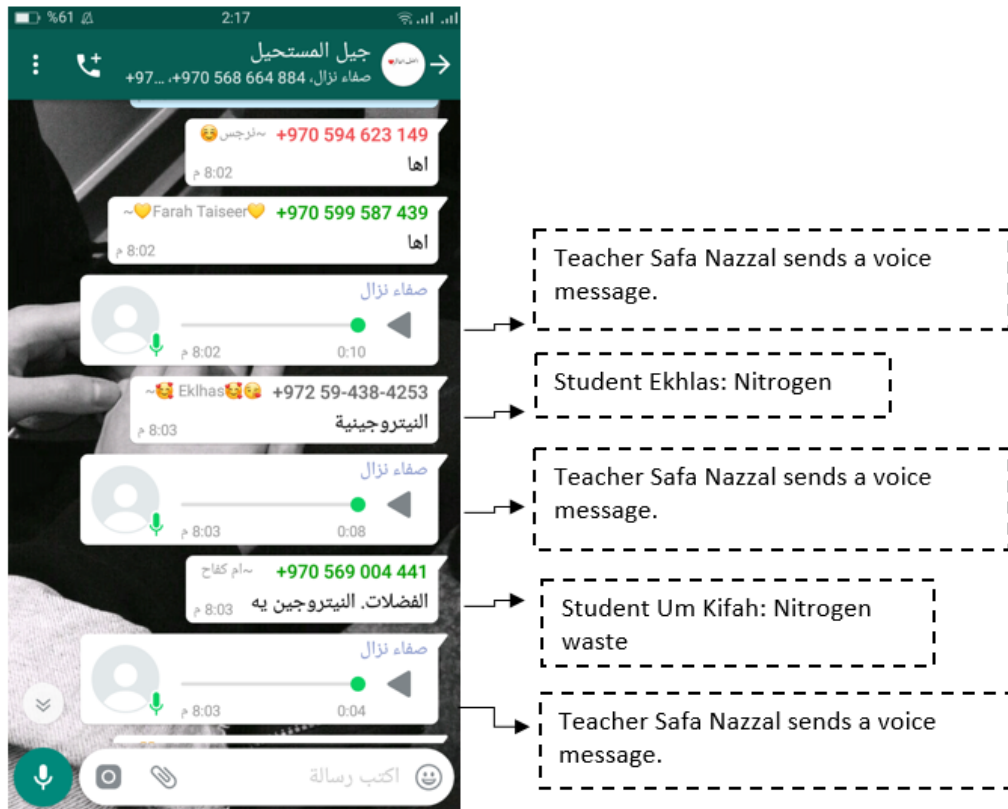 %61 2:17
جيل المستحيل
صفاء نزال، 884 664 568 970+، ...97+
+970 594 623 149 ~نرجس☺️
اها
8:02 م
+970 599 587 439 ~💛Farah Taiseer💛
اها
8:02 م
صفاء نزال
0:10 8:02 م
Teacher Safa Nazzal sends a voice
message.
+972 59-438-4253 ~🥰 Eklhas🥰😘
النيتروجينية
8:03 م
Student Ekhlas: Nitrogen
صفاء نزال
0:08 8:03 م
Teacher Safa Nazzal sends a voice
message.
+970 569 004 441 ~ام كفاح
الفضلات. النيتروجين يه 8:03 م
Student Um Kifah: Nitrogen
waste
صفاء نزال
0:04 8:03 م
Teacher Safa Nazzal sends a voice
message.
اكتب رسالة